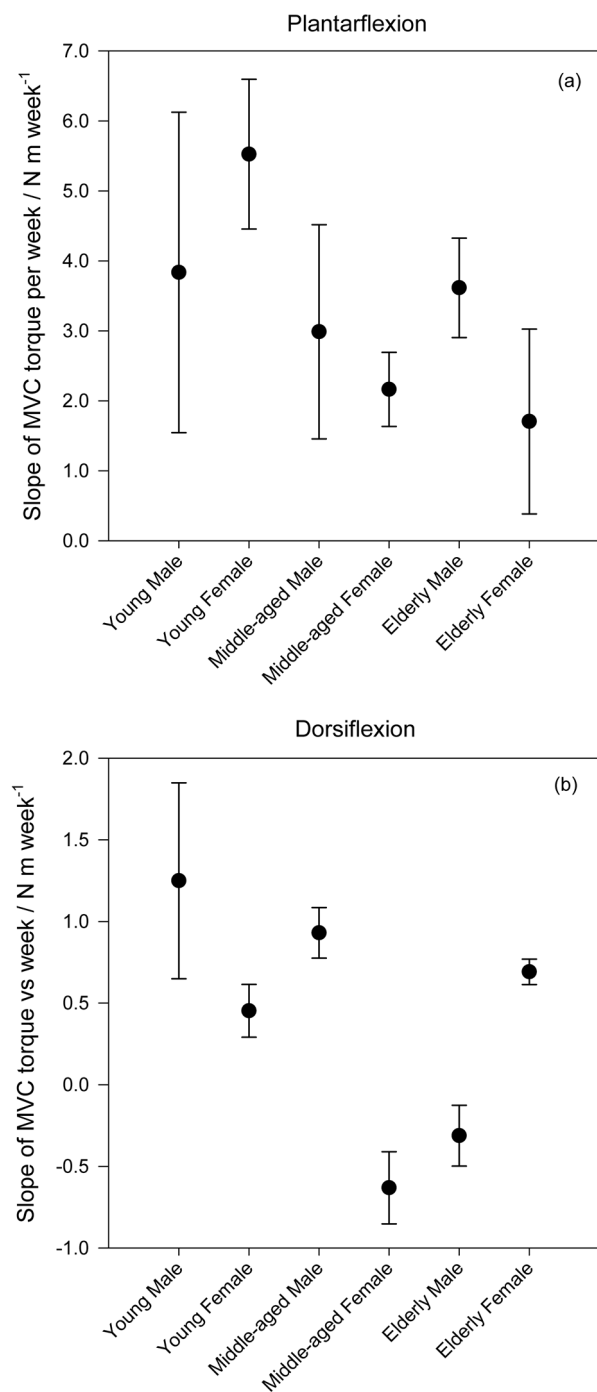 Plantarflexion
(a)
Slope of MVC torque per week / N m week⁻¹
7.0
6.0
5.0
4.0
3.0
2.0
1.0
0.0
Young Male
Young Female
Middle-aged Male
Middle-aged Female
Elderly Male
Elderly Female
Dorsiflexion
(b)
Slope of MVC torque vs week / N m week⁻¹
2.0
1.5
1.0
0.5
0.0
-0.5
-1.0
Young Male
Young Female
Middle-aged Male
Middle-aged Female
Elderly Male
Elderly Female